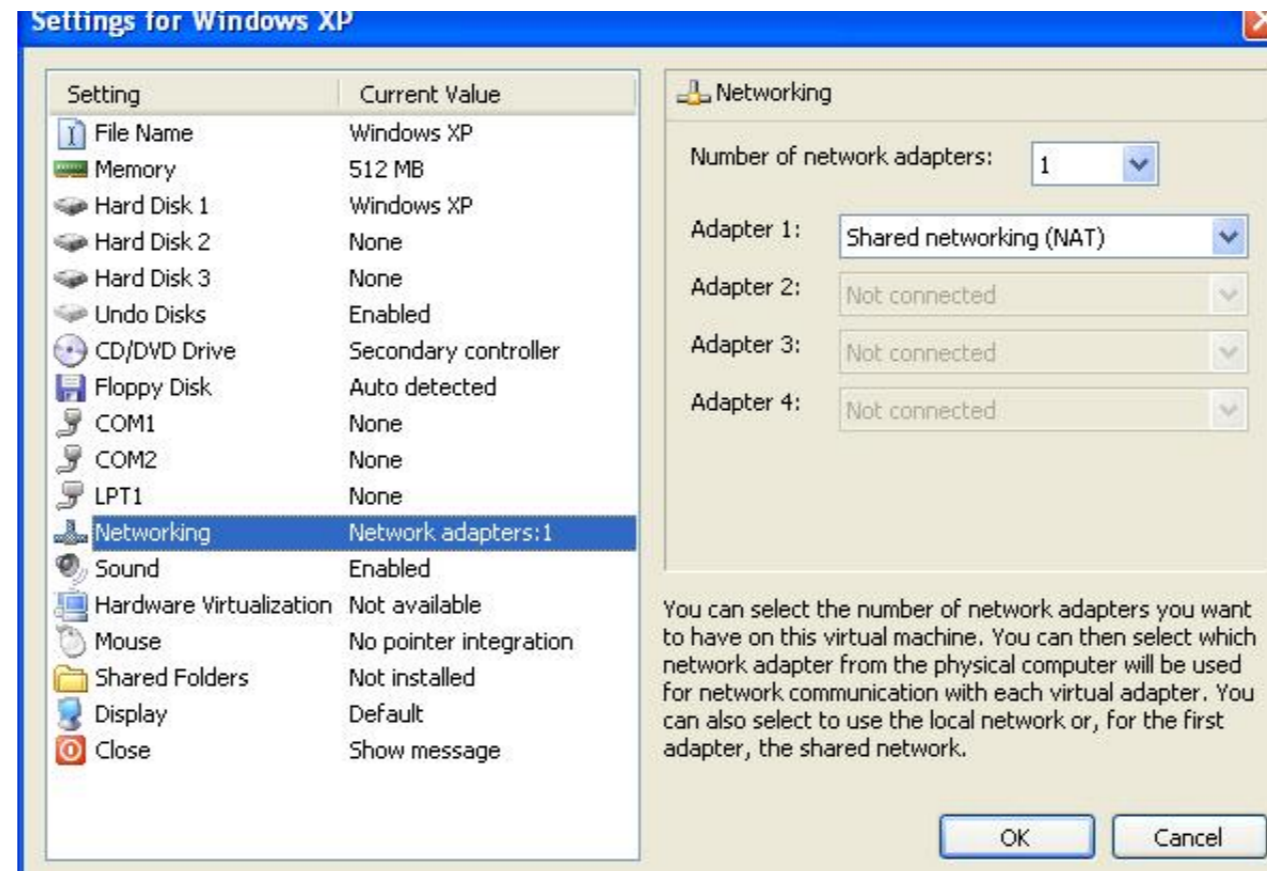 Settings for Windows XP
Setting Current Value
File Name Windows XP
Memory 512 MB
Hard Disk 1 Windows XP
Hard Disk 2 None
Hard Disk 3 None
Undo Disks Enabled
CD/DVD Drive Secondary controller
Floppy Disk Auto detected
COM1 None
COM2 None
LPT1 None
Networking Network adapters:1
Sound Enabled
Hardware Virtualization Not available
Mouse No pointer integration
Shared Folders Not installed
Display Default
Close Show message
Networking
Number of network adapters: 1
Adapter 1: Shared networking (NAT)
Adapter 2: Not connected
Adapter 3: Not connected
Adapter 4: Not connected
You can select the number of network adapters you want
to have on this virtual machine. You can then select which
network adapter from the physical computer will be used
for network communication with each virtual adapter. You
can also select to use the local network or, for the first
adapter, the shared network.
OK Cancel